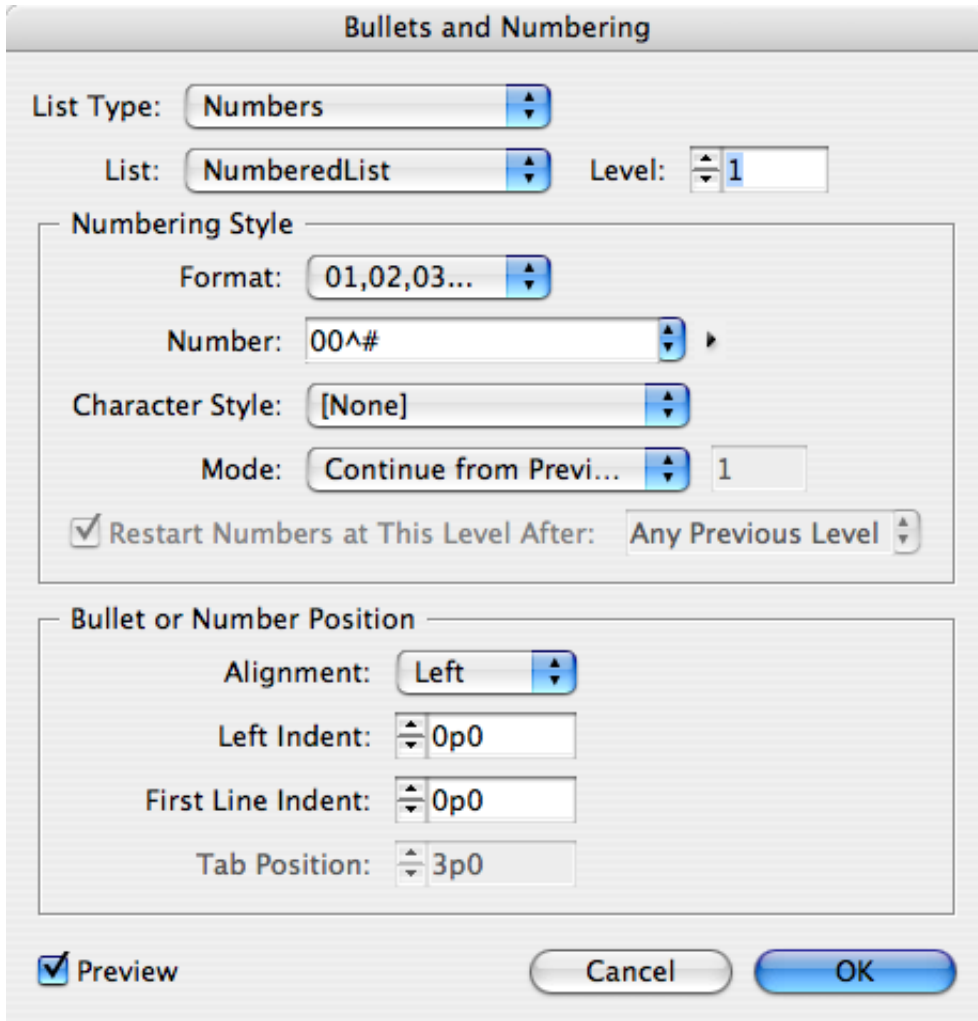 Bullets and Numbering
List Type: Numbers
List: NumberedList Level: 1
Numbering Style
Format: 01,02,03...
Number: 00^#
Character Style: [None]
Mode: Continue from Previ... 1
Restart Numbers at This Level After: Any Previous Level
Bullet or Number Position
Alignment: Left
Left Indent: 0p0
First Line Indent: 0p0
Tab Position: 3p0
Preview Cancel OK